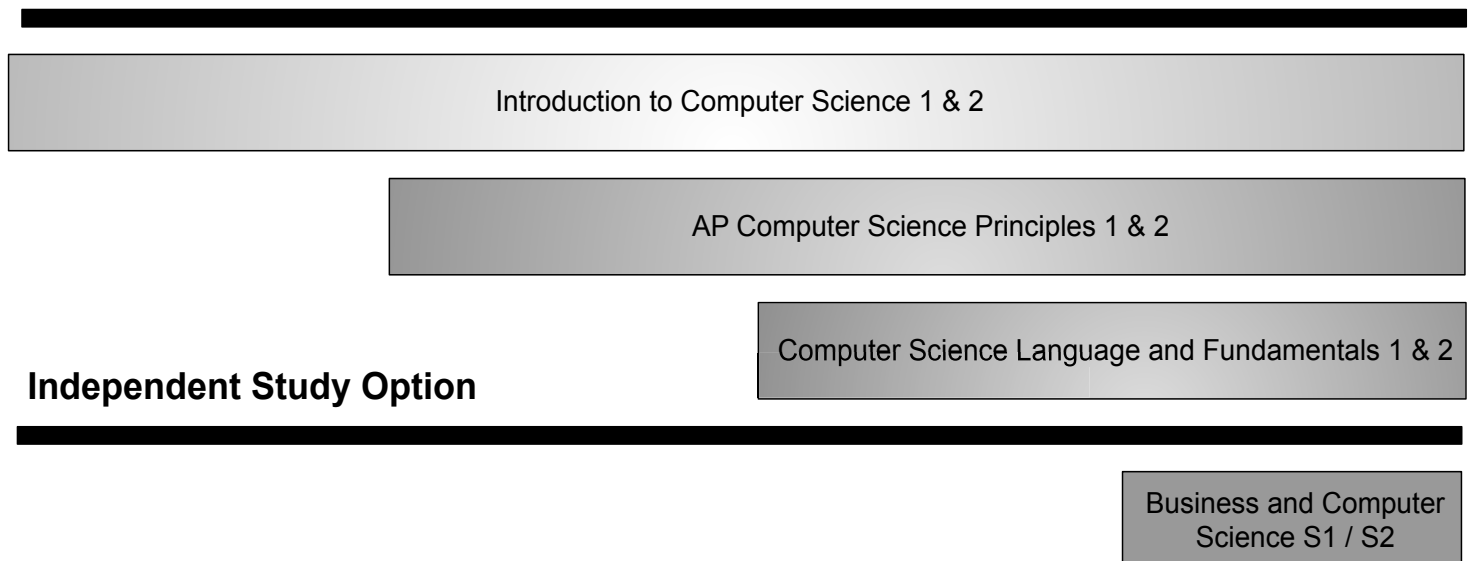 Introduction to Computer Science 1 & 2
AP Computer Science Principles 1 & 2
Computer Science Language and Fundamentals 1 & 2
Independent Study Option
Business and Computer
Science S1 / S2